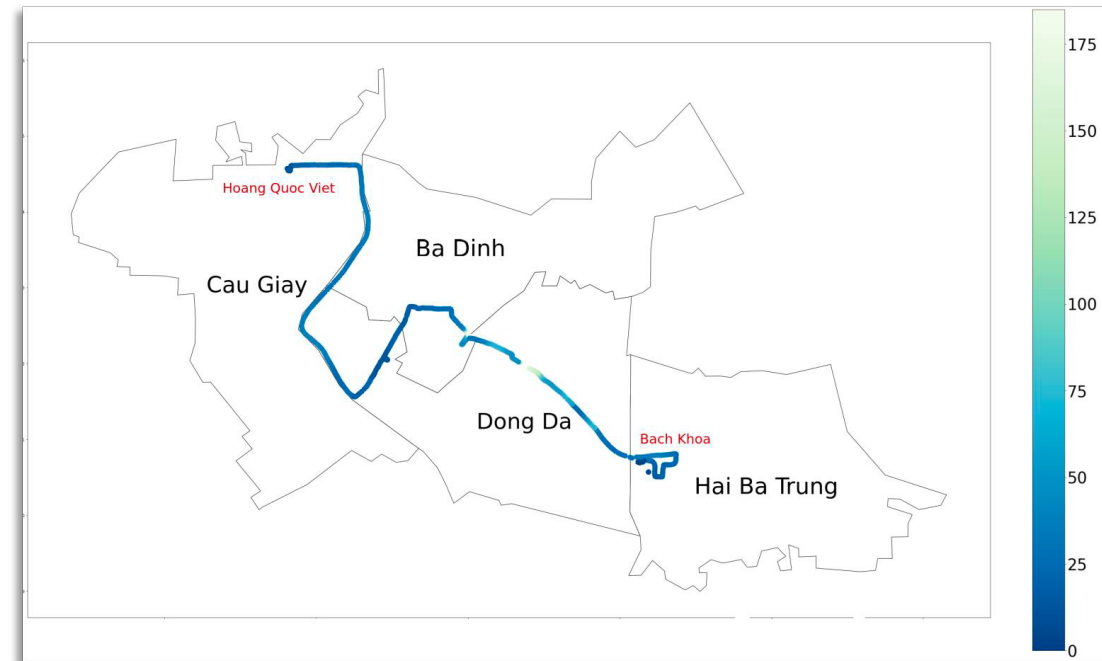 175
Hoang Quoc Viet
150
125
Ba Dinh
Cau Giay
100
75
Dong Da
Bach Khoa
50
Hai Ba Trung
25
0